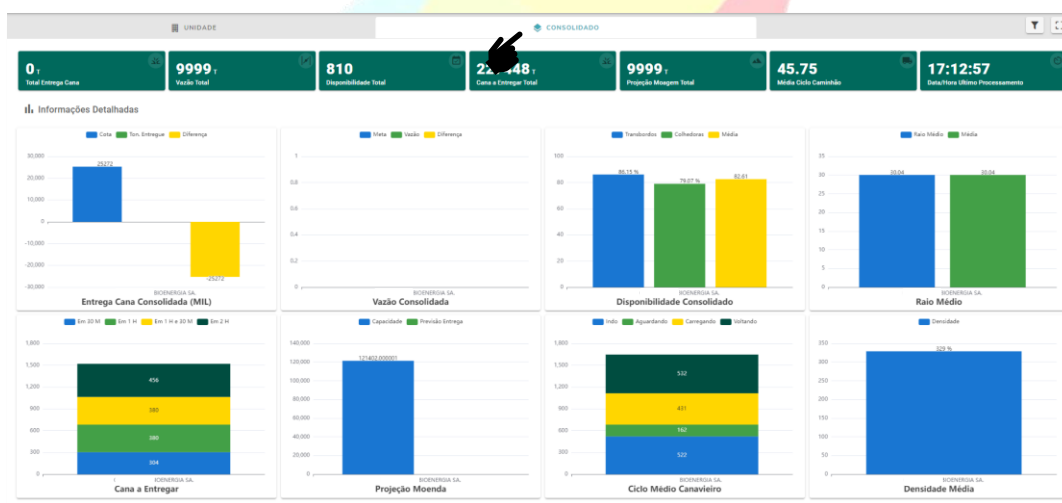 UNIDADE
CONSOLIDADO
0 T
Total Entrega Cana
9999 T
Vazão Total
810
Disponibilidade Total
448 T
Cana a Entregar Total
9999 T
Projeção Moagem Total
45.75
Média Ciclo Caminhão
17:12:57
Data/Hora Ultimo Processamento
Informações Detalhadas
Cota Ton. Entregue Diferença
30,000
25272
20,000
10,000
0
-10,000
-20,000
-25272
-30,000
BIOENERGIA SA.
Entrega Cana Consolidada (MIL)
Meta Vazão Diferença
1
0.8
0.6
0.4
0.2
0
BIOENERGIA SA.
Vazão Consolidada
Transbordos Colhedoras Média
100
86.15 %
79.07 %
82.61
80
60
40
20
0
BIOENERGIA SA.
Disponibilidade Consolidado
Raio Médio Média
35
30.04
30.04
30
25
20
15
10
5
0
BIOENERGIA SA.
Raio Médio
Em 30 M Em 1 H Em 1 H e 30 M Em 2 H
1,800
1,500
1,200
456
900
380
600
380
300
304
0
IOENERGIA SA.
Cana a Entregar
Capacidade Previsão Entrega
140,000
121402.000001
120,000
100,000
80,000
60,000
40,000
20,000
0
BIOENERGIA SA.
Projeção Moenda
Indo Aguardando Carregando Voltando
1,800
1,500
532
1,200
900
431
600
162
300
522
0
BIOENERGIA SA.
Ciclo Médio Canavieiro
Densidade
350
329 %
300
250
200
150
100
50
0
BIOENERGIA SA.
Densidade Média